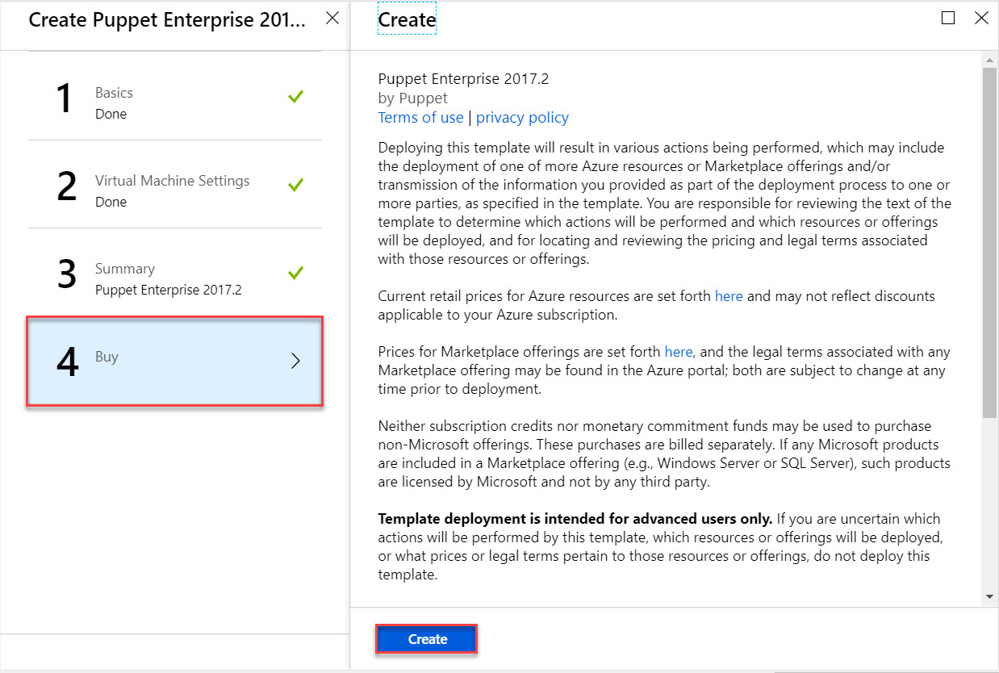 Create Puppet Enterprise 201...
1
Basics
Done
2
Virtual Machine Settings
Done
3
Summary
Puppet Enterprise 2017.2
4
Buy
Create
Puppet Enterprise 2017.2
by Puppet
Terms of use | privacy policy
Deploying this template will result in various actions being performed, which may include
the deployment of one of more Azure resources or Marketplace offerings and/or
transmission of the information you provided as part of the deployment process to one or
more parties, as specified in the template. You are responsible for reviewing the text of the
template to determine which actions will be performed and which resources or offerings
will be deployed, and for locating and reviewing the pricing and legal terms associated
with those resources or offerings.
Current retail prices for Azure resources are set forth here and may not reflect discounts
applicable to your Azure subscription.
Prices for Marketplace offerings are set forth here, and the legal terms associated with any
Marketplace offering may be found in the Azure portal; both are subject to change at any
time prior to deployment.
Neither subscription credits nor monetary commitment funds may be used to purchase
non-Microsoft offerings. These purchases are billed separately. If any Microsoft products
are included in a Marketplace offering (e.g., Windows Server or SQL Server), such products
are licensed by Microsoft and not by any third party.
Template deployment is intended for advanced users only. If you are uncertain which
actions will be performed by this template, which resources or offerings will be deployed,
or what prices or legal terms pertain to those resources or offerings, do not deploy this
template.
Create